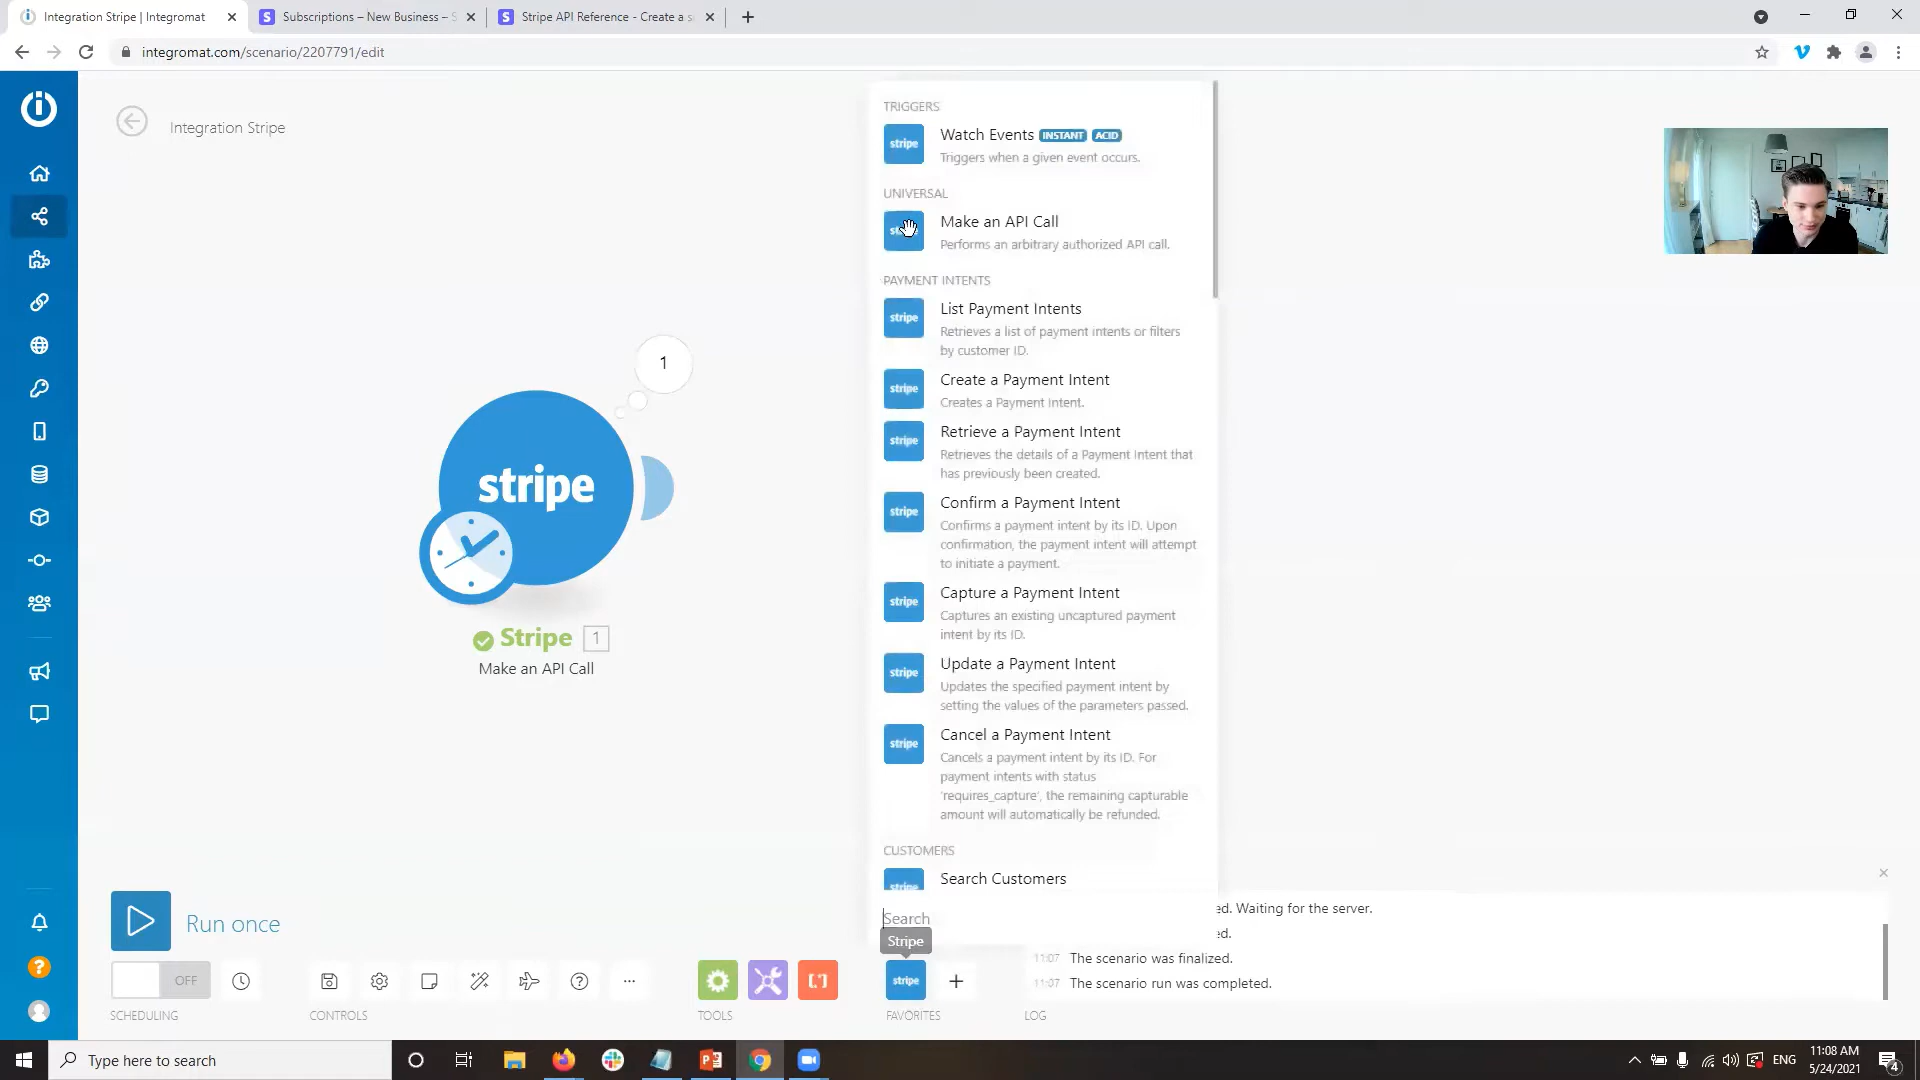 Integration Stripe | Integromat
Subscriptions – New Business – S
Stripe API Reference - Create a s
integromat.com/scenario/2207791/edit
Integration Stripe
TRIGGERS
stripe
Watch Events INSTANT ACID
Triggers when a given event occurs.
UNIVERSAL
Make an API Call
Performs an arbitrary authorized API call.
PAYMENT INTENTS
stripe
List Payment Intents
Retrieves a list of payment intents or filters
by customer ID.
stripe
Create a Payment Intent
Creates a Payment Intent.
stripe
Retrieve a Payment Intent
Retrieves the details of a Payment Intent that
has previously been created.
stripe
Confirm a Payment Intent
Confirms a payment intent by its ID. Upon
confirmation, the payment intent will attempt
to initiate a payment.
stripe
Capture a Payment Intent
Captures an existing uncaptured payment
intent by its ID.
stripe
Update a Payment Intent
Updates the specified payment intent by
setting the values of the parameters passed.
stripe
Cancel a Payment Intent
Cancels a payment intent by its ID. For
payment intents with status
'requires_capture', the remaining capturable
amount will automatically be refunded.
CUSTOMERS
stripe
Search Customers
Search
Stripe
1
stripe
Stripe 1
Make an API Call
Run once
OFF
SCHEDULING
CONTROLS
TOOLS
stripe
FAVORITES
LOG
ed. Waiting for the server.
ed.
11:07 The scenario was finalized.
11:07 The scenario run was completed.
Type here to search
ENG
11:08 AM
5/24/2021
4